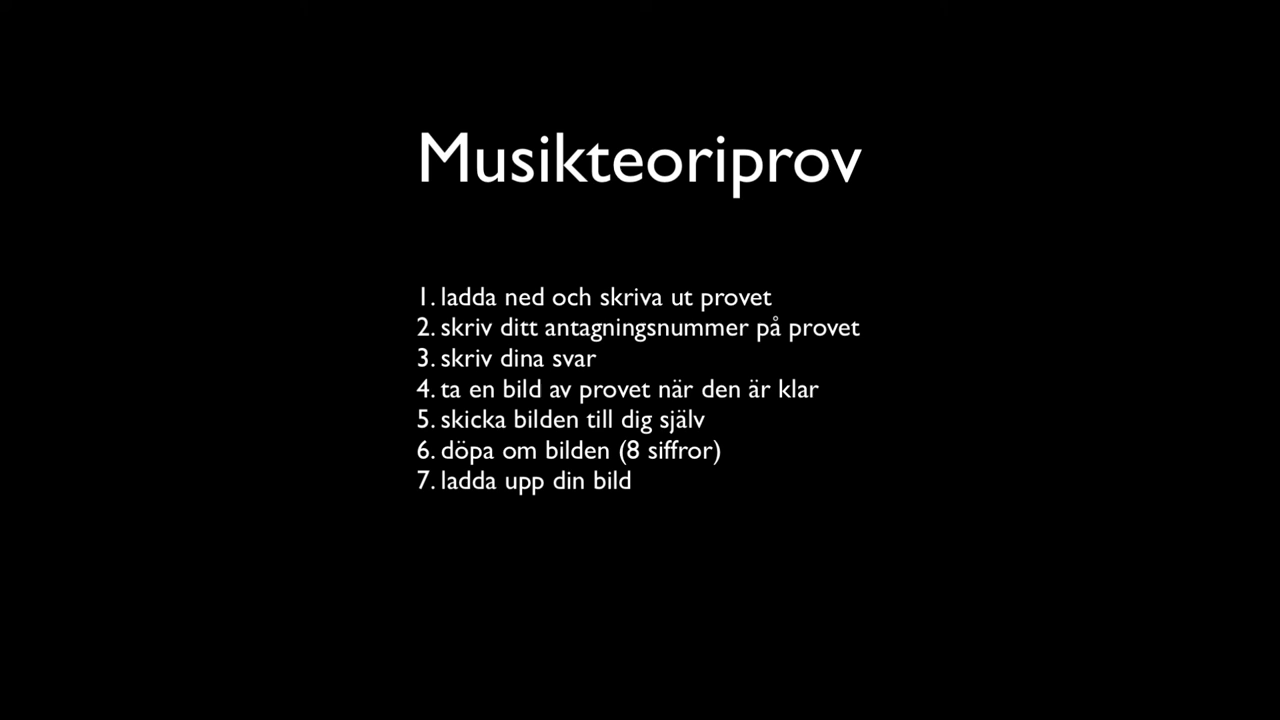 Musikteoriprov
1. ladda ned och skriva ut provet
2. skriv ditt antagningsnummer på provet
3. skriv dina svar
4. ta en bild av provet när den är klar
5. skicka bilden till dig själv
6. döpa om bilden (8 siffror)
7. ladda upp din bild